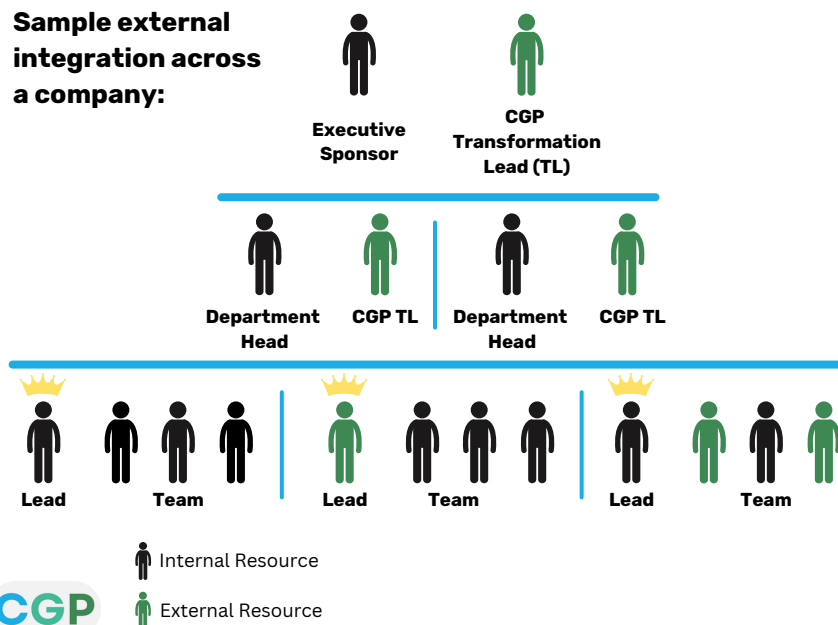 Sample external
integration across
a company:
Executive
Sponsor
CGP
Transformation
Lead (TL)
Department
Head
CGP TL
Department
Head
CGP TL
Lead
Team
Lead
Team
Lead
Team
Internal Resource
External Resource
CGP